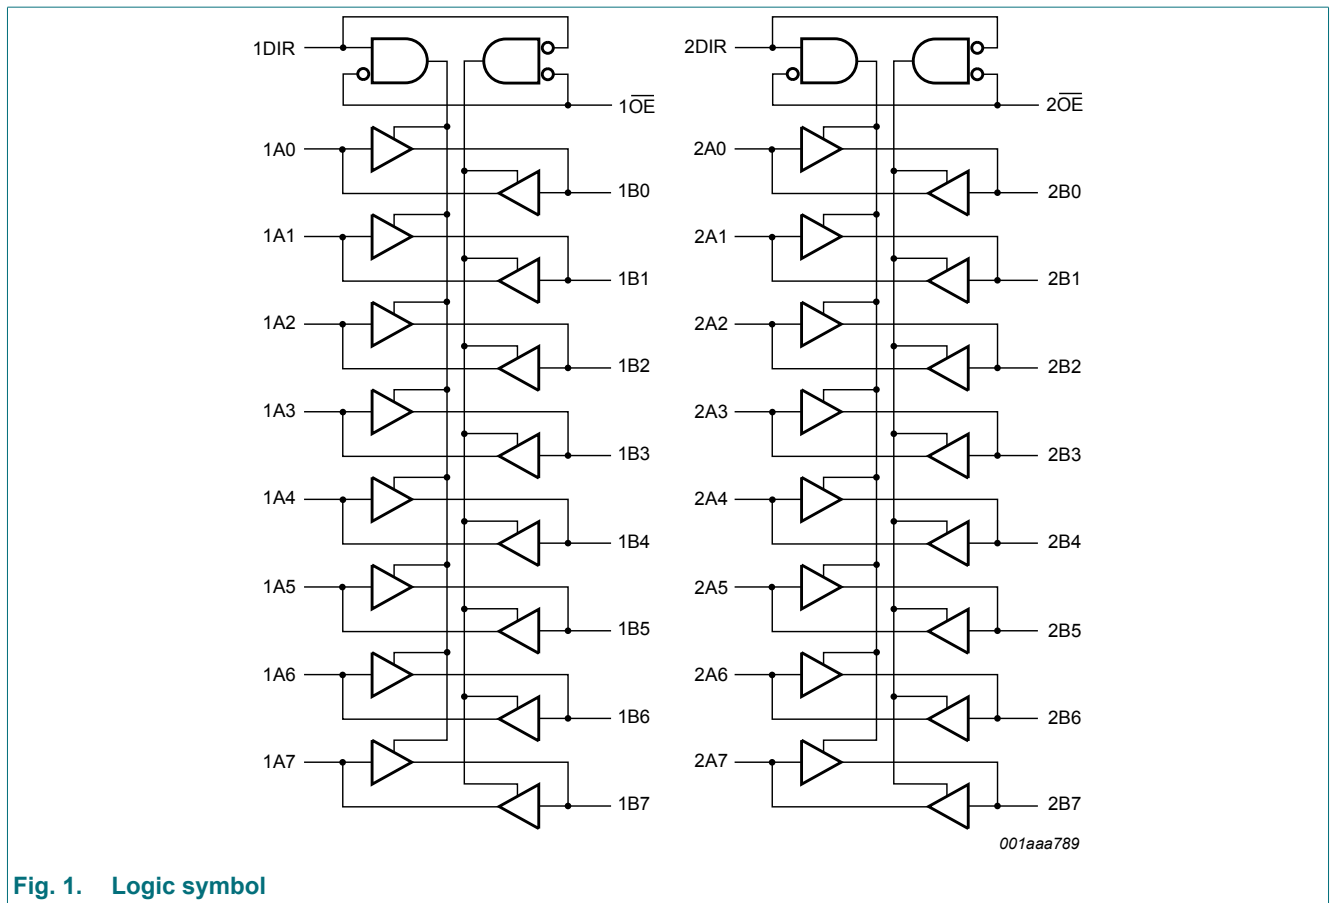 1DIR 2DIR
1O̅E̅ 2O̅E̅
1A0 2A0
1B0 2B0
1A1 2A1
1B1 2B1
1A2 2A2
1B2 2B2
1A3 2A3
1B3 2B3
1A4 2A4
1B4 2B4
1A5 2A5
1B5 2B5
1A6 2A6
1B6 2B6
1A7 2A7
1B7 2B7
001aaa789
Fig. 1. Logic symbol